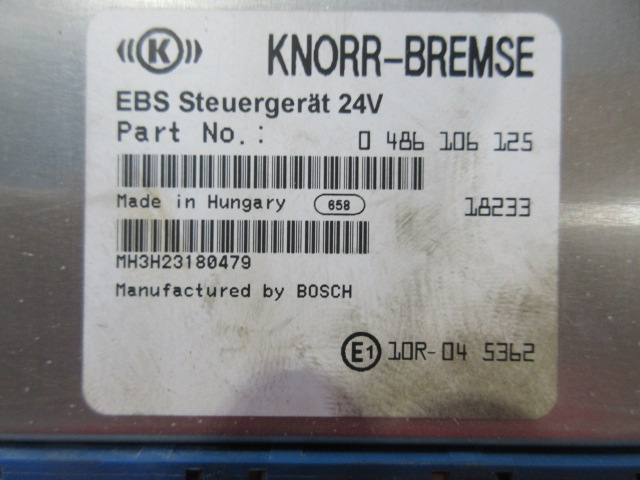 K KNORR-BREMSE
EBS Steuergerät 24V
Part No.: 0 486 106 125
Made in Hungary 658 18233
MH3H23180479
Manufactured by BOSCH
E1 10R-04 5362